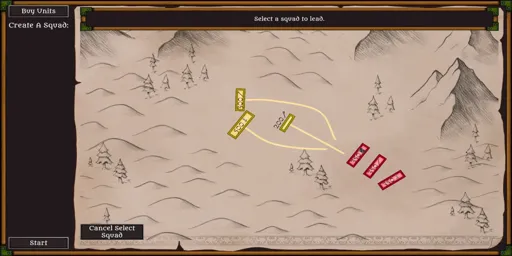 Buy Units
Create A Squad:
Select a squad to lead.
Cancel Select
Squad
Start